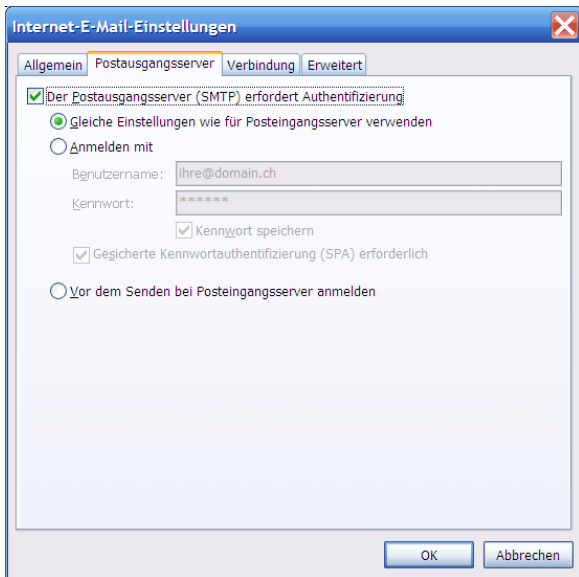 Internet-E-Mail-Einstellungen
Allgemein Postausgangsserver Verbindung Erweitert
Der Postausgangsserver (SMTP) erfordert Authentifizierung
Gleiche Einstellungen wie für Posteingangsserver verwenden
Anmelden mit
Benutzername: ihre@domain.ch
Kennwort: ******
Kennwort speichern
Gesicherte Kennwortauthentifizierung (SPA) erforderlich
Vor dem Senden bei Posteingangsserver anmelden
OK Abbrechen